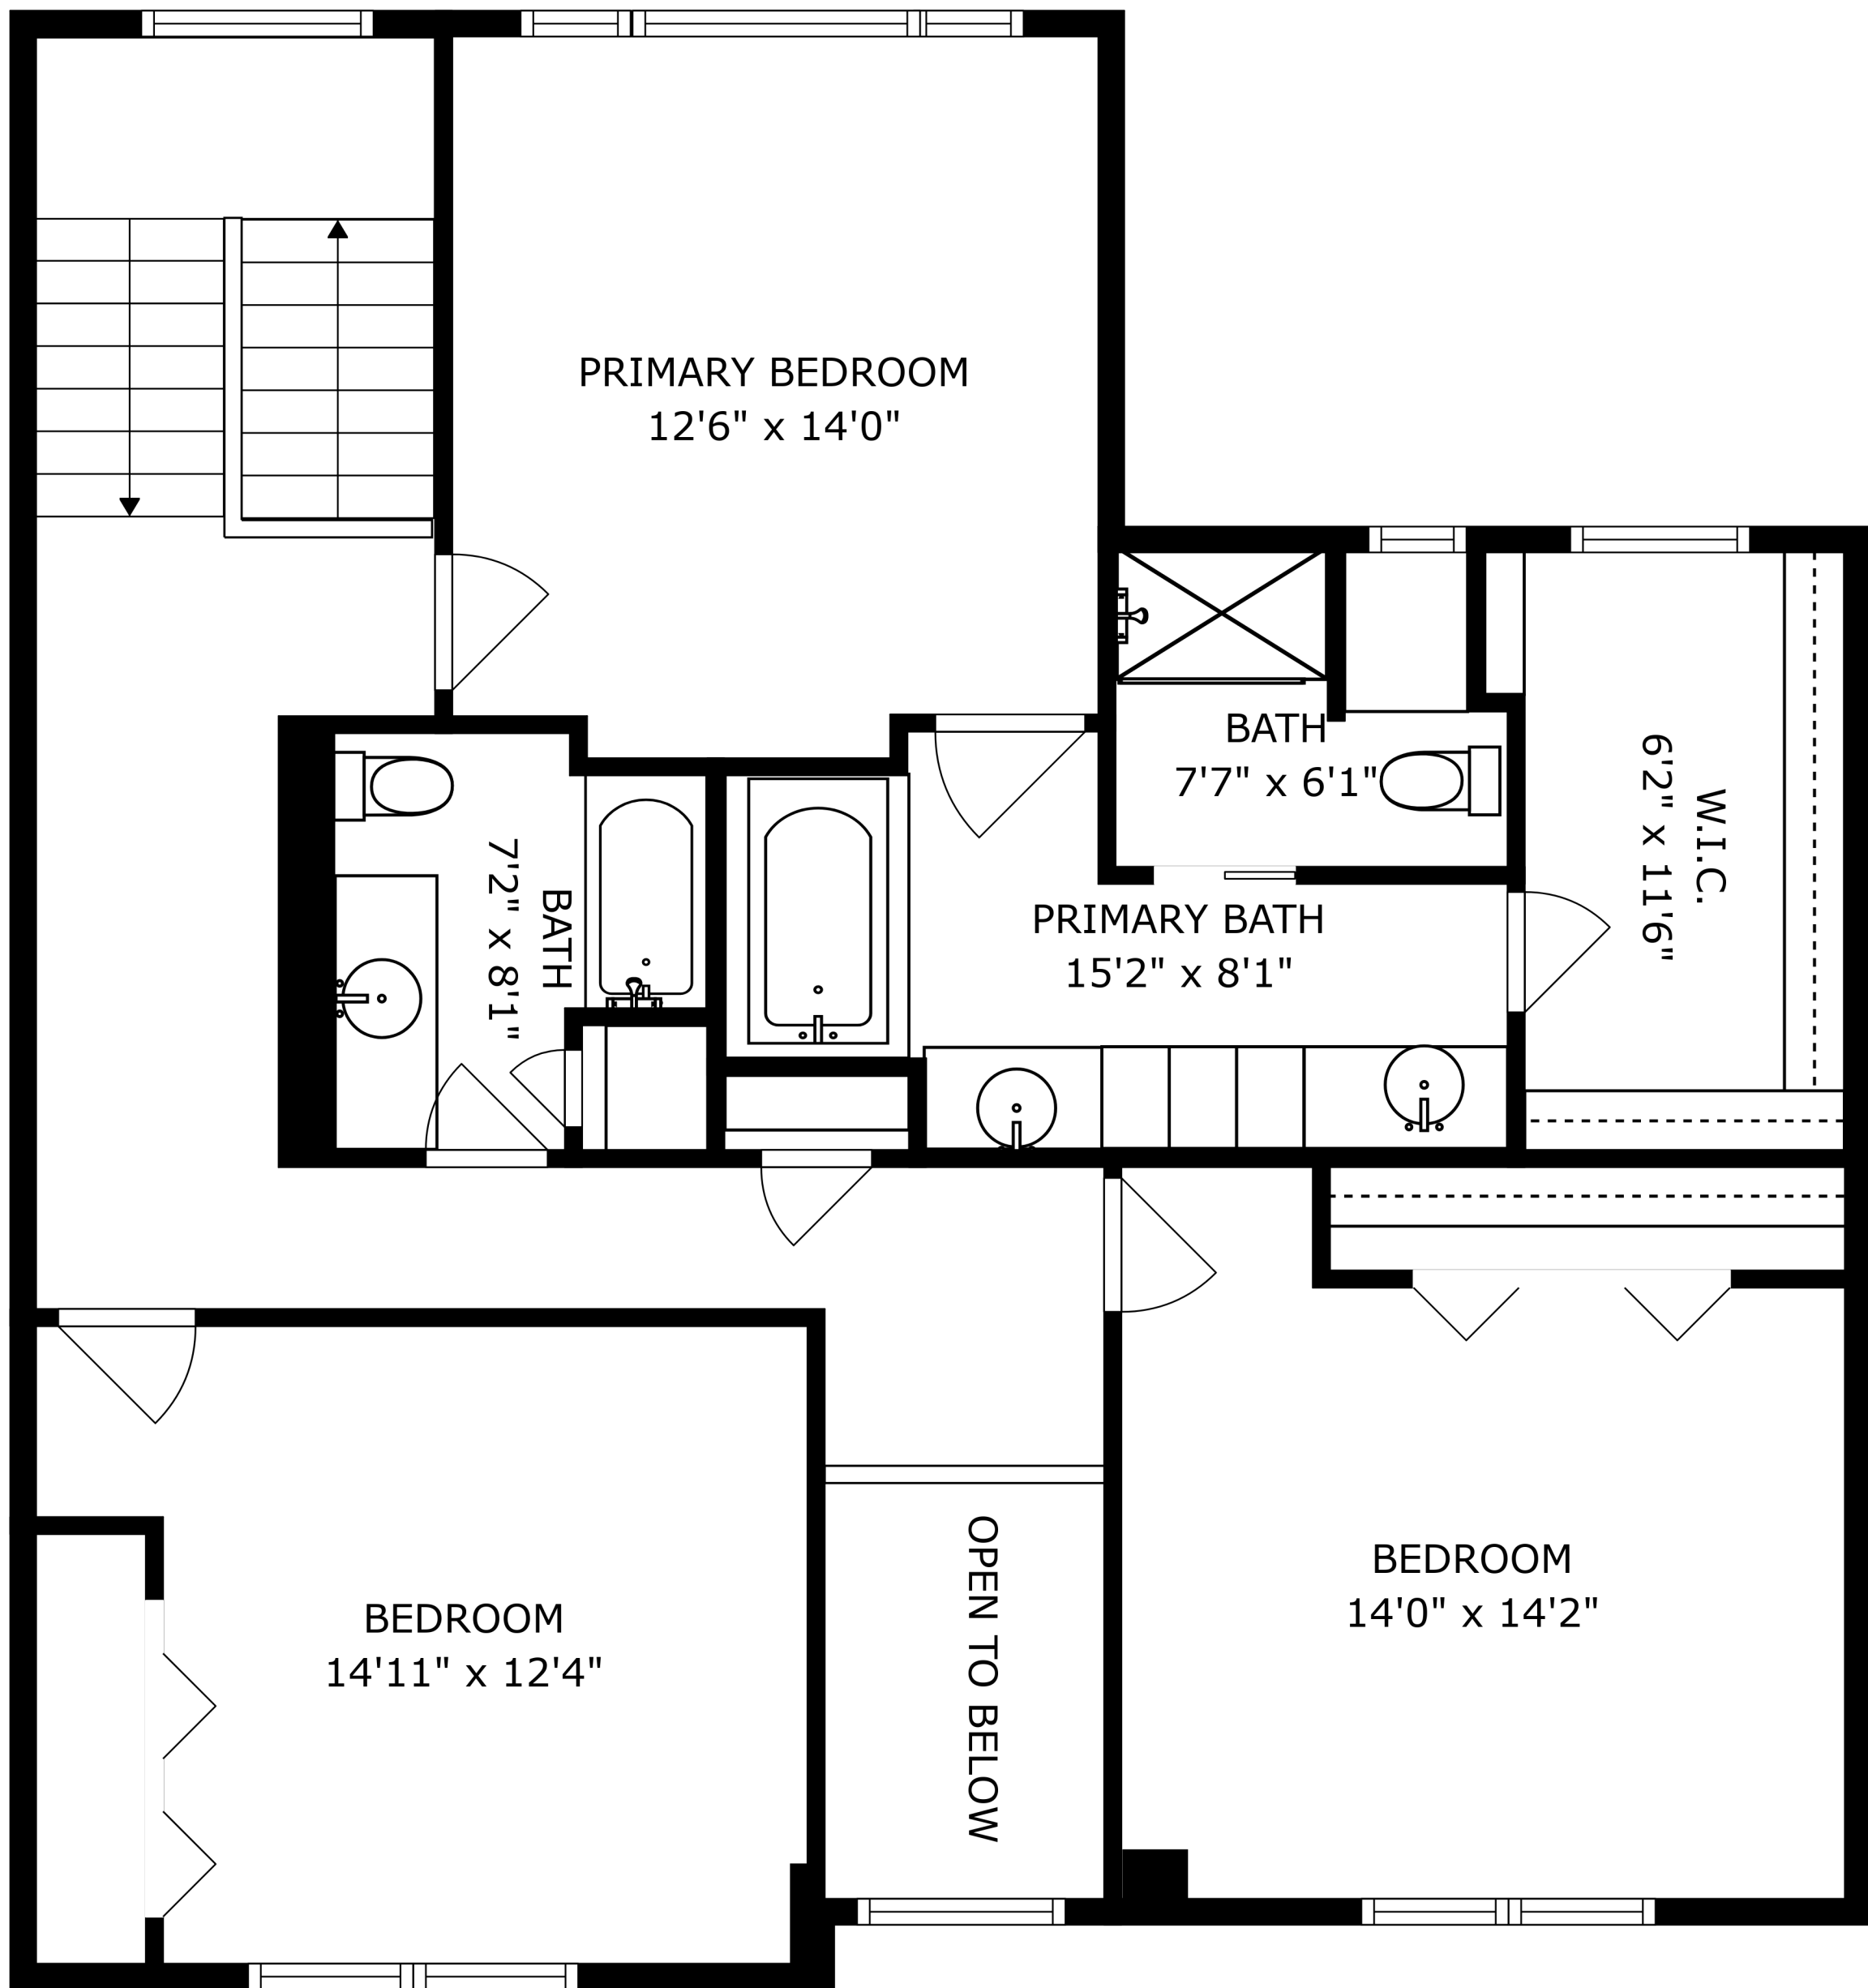 PRIMARY BEDROOM
12'6" x 14'0"
BATH
7'7" x 6'1"
W.I.C.
6'2" x 11'6"
BATH
7'2" x 8'1"
PRIMARY BATH
15'2" x 8'1"
BEDROOM
14'11" x 12'4"
OPEN TO BELOW
BEDROOM
14'0" x 14'2"